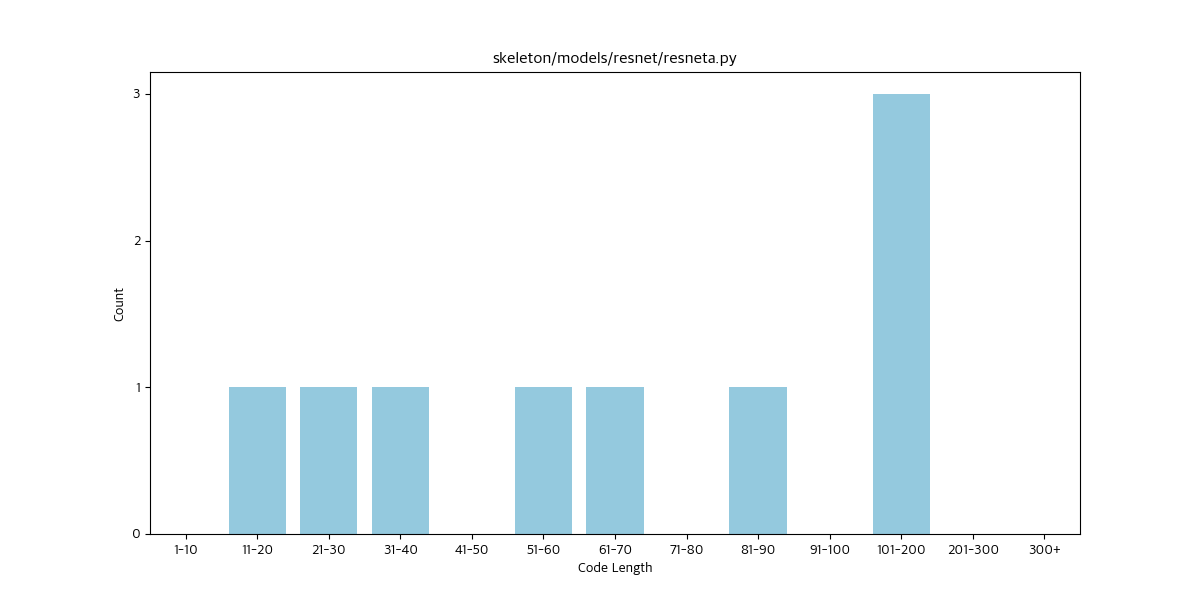 skeleton/models/resnet/resneta.py
3
2
1
0
Count
1-10 11-20 21-30 31-40 41-50 51-60 61-70 71-80 81-90 91-100 101-200 201-300 300+
Code Length